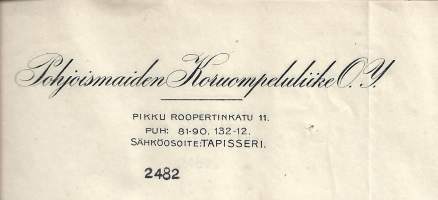 Pohjoismaiden Koruompeluliike O.Y.
PIKKU ROOPERTINKATU 11.
PUH: 81-90. 132-12.
SÄHKÖOSOITE:TAPISSERI.
2482